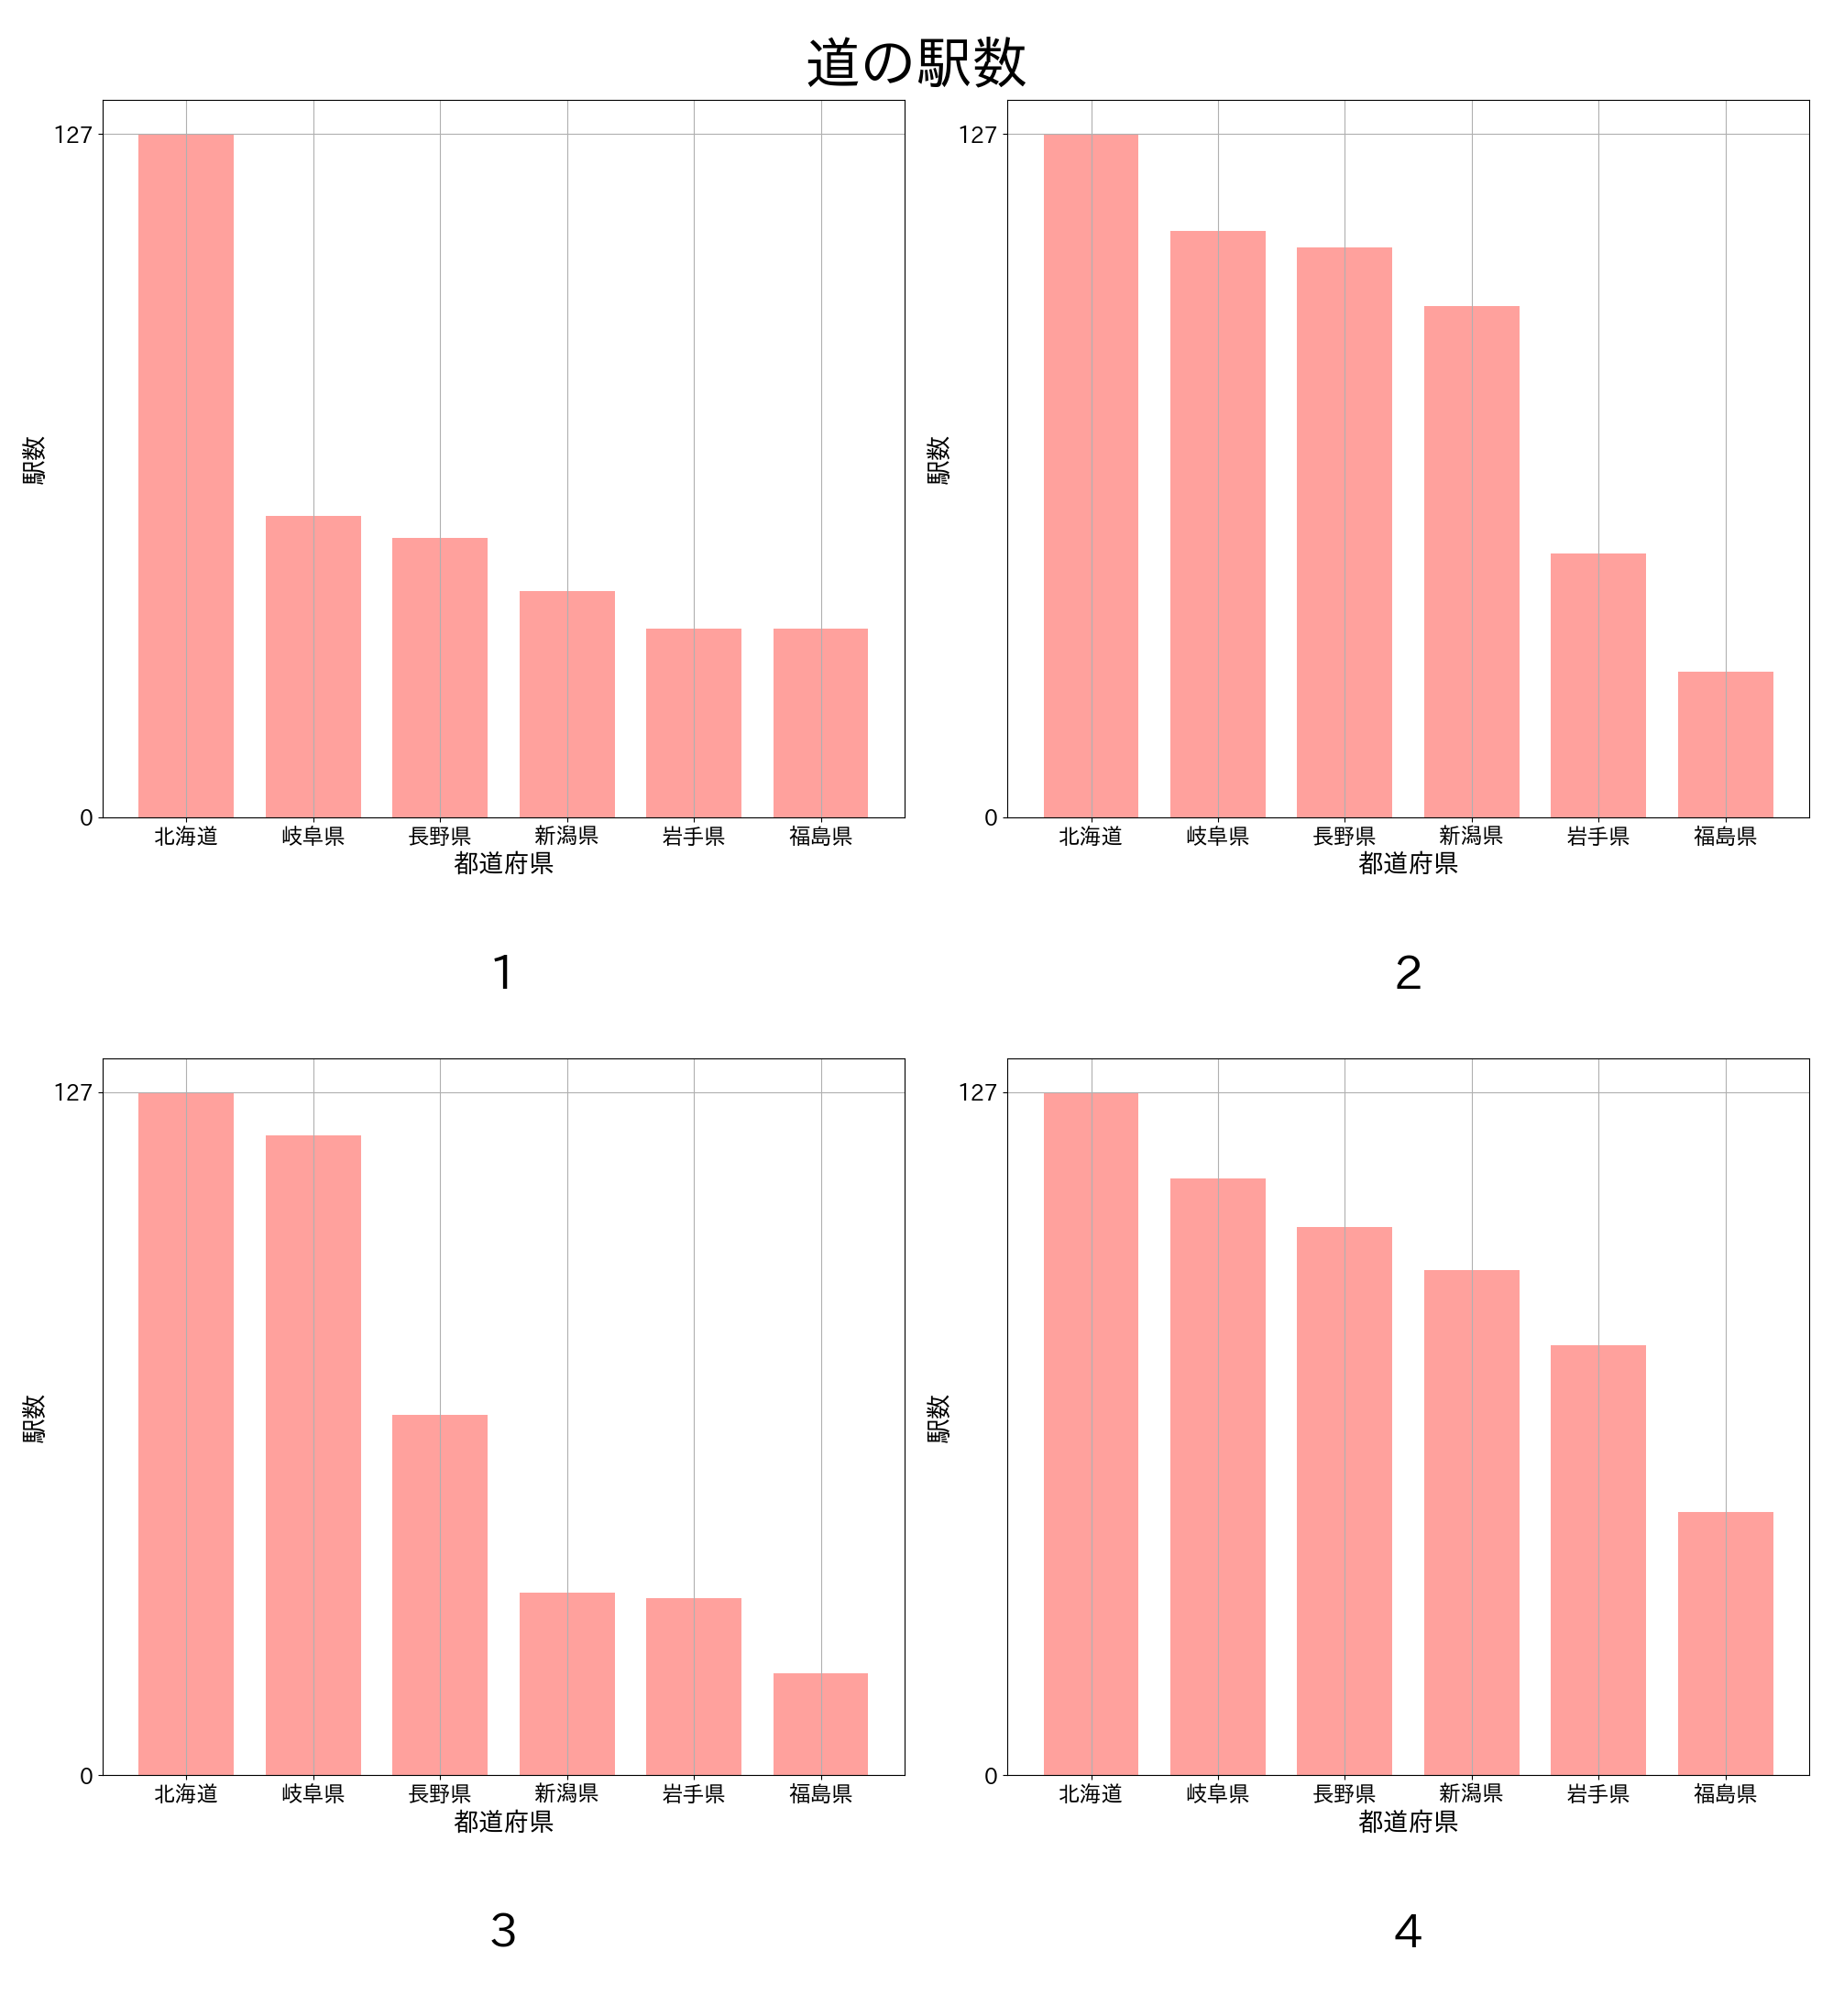 道の駅数
127
0
駅数
北海道 岐阜県 長野県 新潟県 岩手県 福島県
都道府県
1
127
0
駅数
北海道 岐阜県 長野県 新潟県 岩手県 福島県
都道府県
2
127
0
駅数
北海道 岐阜県 長野県 新潟県 岩手県 福島県
都道府県
3
127
0
駅数
北海道 岐阜県 長野県 新潟県 岩手県 福島県
都道府県
4